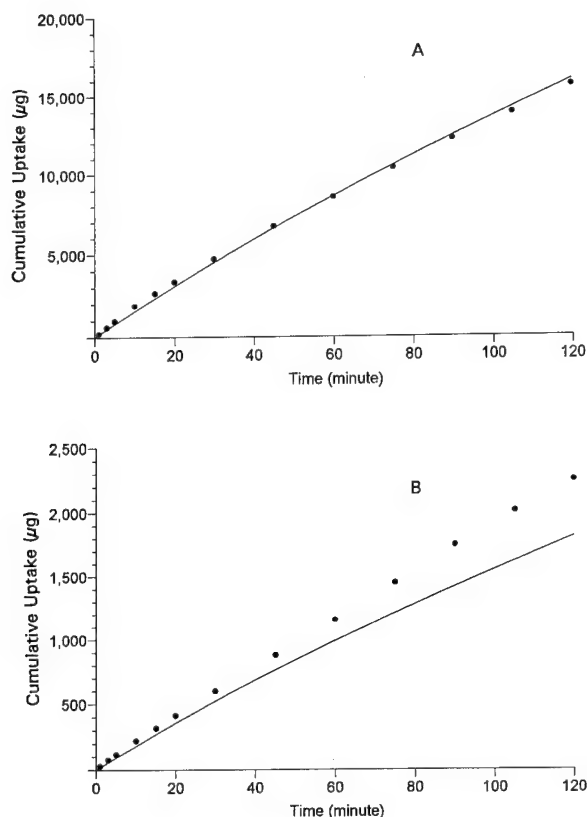 20,000
A
15,000
10,000
5,000
Cumulative Uptake (µg)
0 20 40 60 80 100 120
Time (minute)
2,500
B
2,000
1,500
1,000
500
Cumulative Uptake (µg)
0 20 40 60 80 100 120
Time (minute)